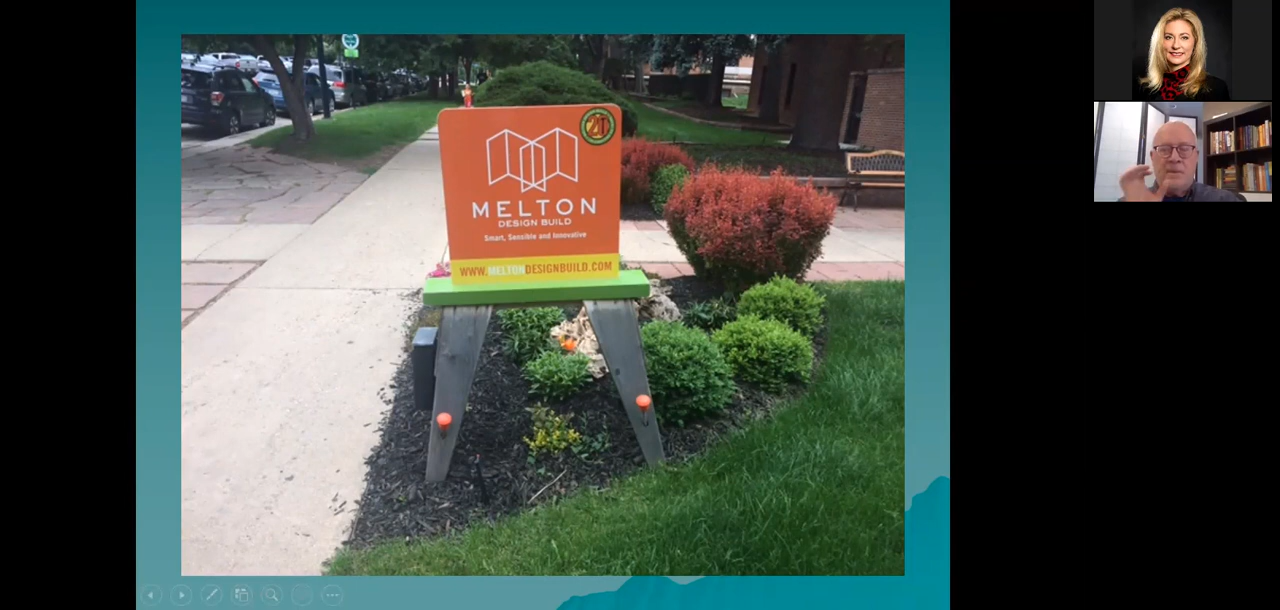 MELTON
DESIGN BUILD
Smart, Sensible and Innovative
WWW.MELTONDESIGNBUILD.COM